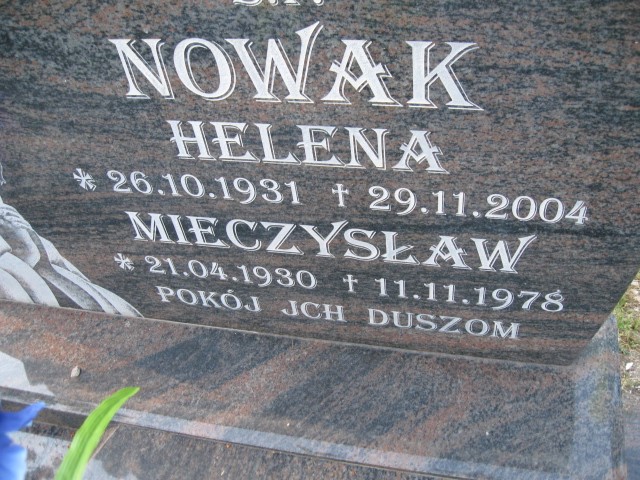 Ś.P.
NOWAK
HELENA
* 26.10.1931 † 29.11.2004
MIECZYSŁAW
* 21.04.1930 † 11.11.1978
POKÓJ JCH DUSZOM